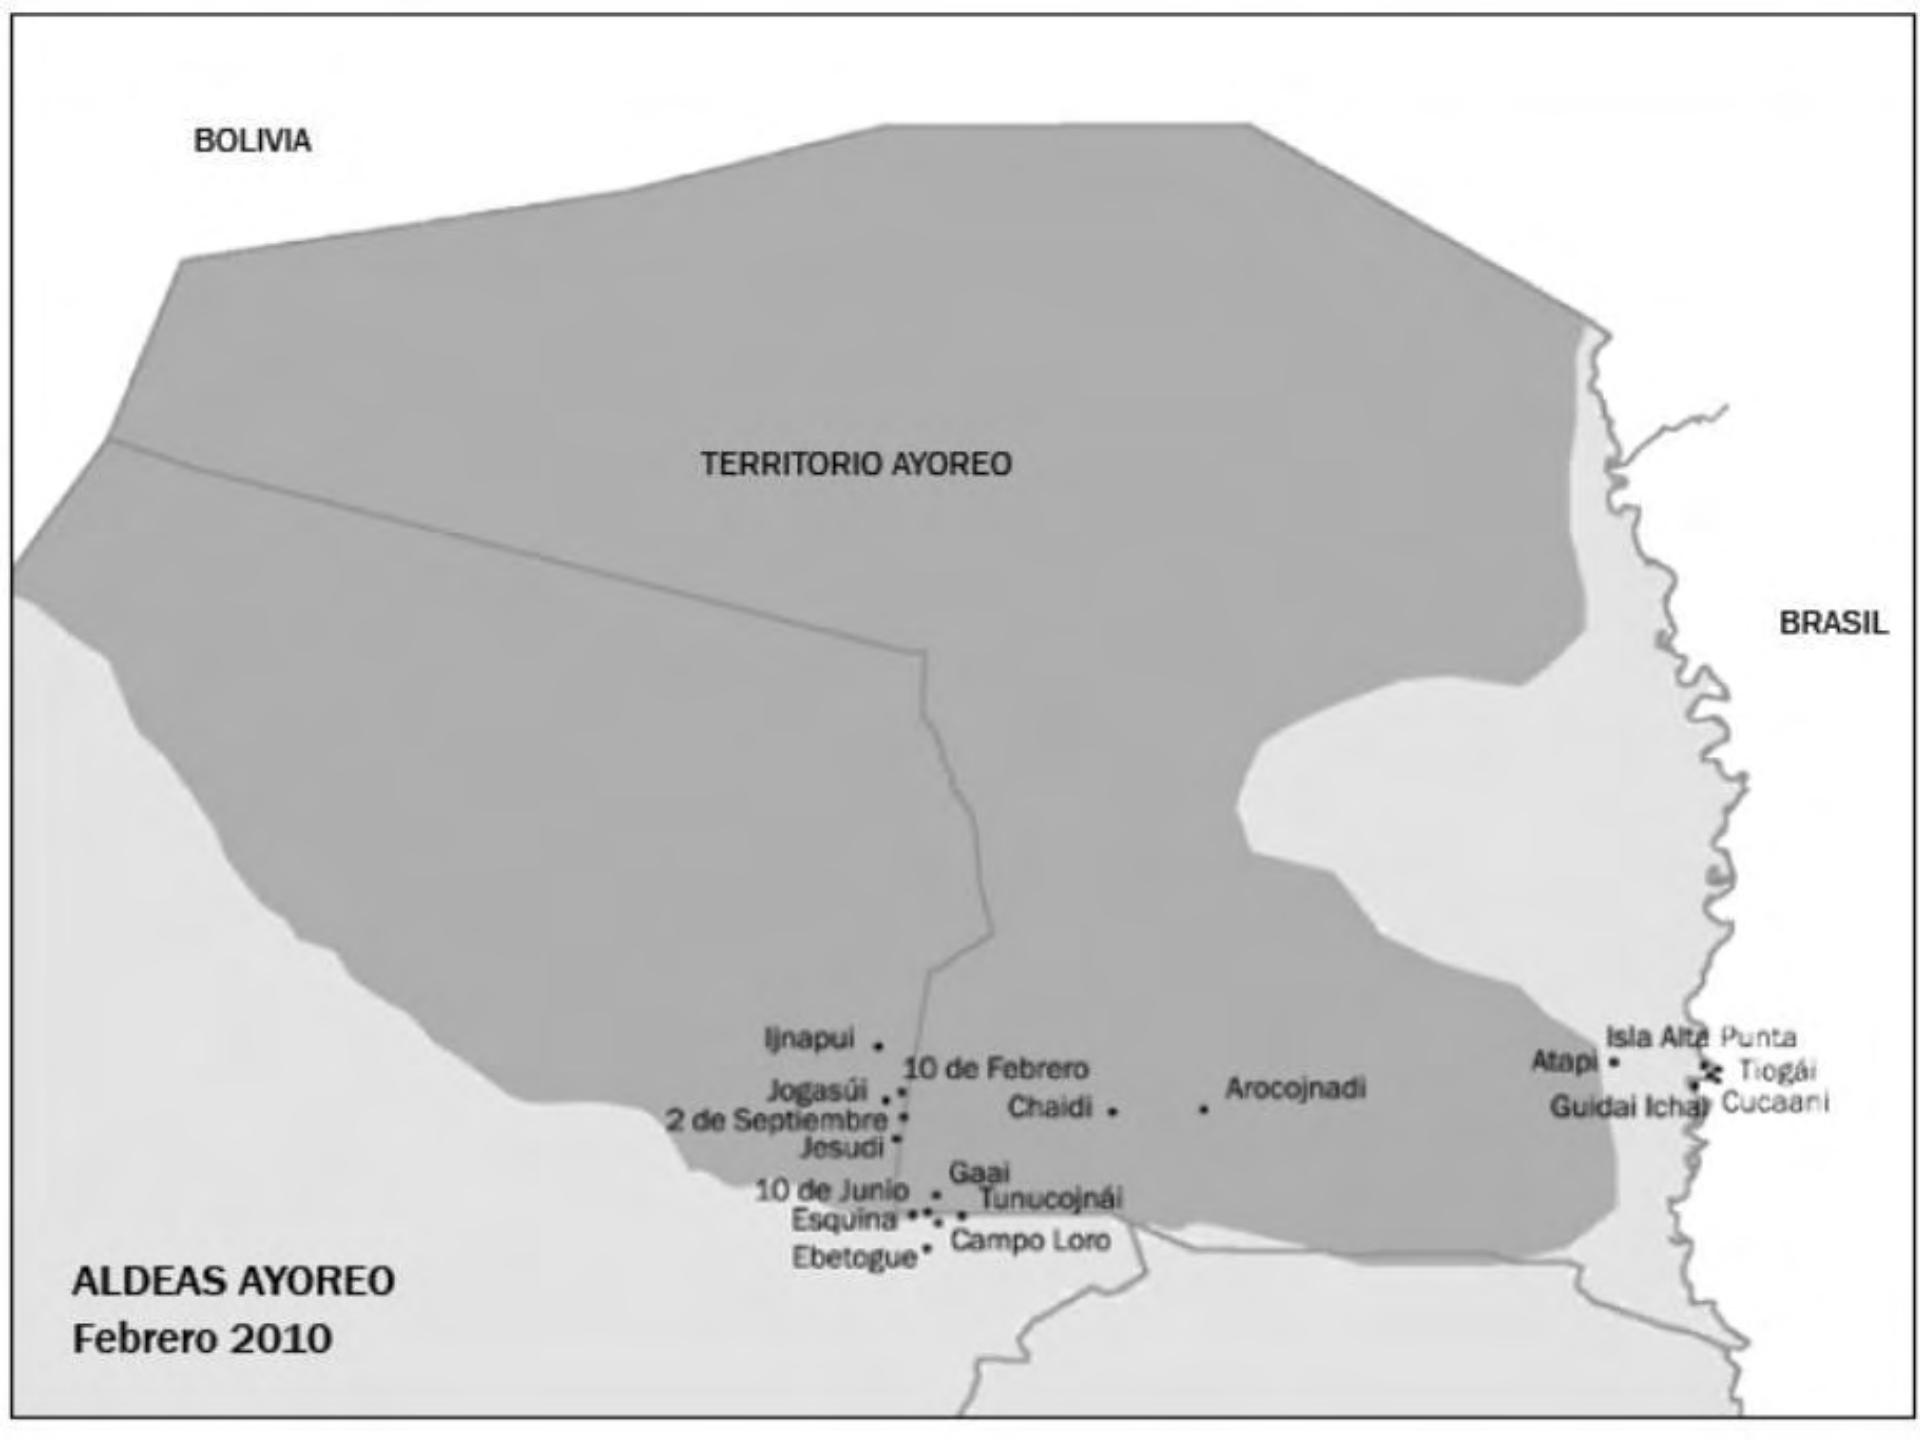 BOLIVIA
TERRITORIO AYOREO
BRASIL
Ijnapui
10 de Febrero
Jogasúi
2 de Septiembre
Jesudi
Chaidi
Arocojnadi
Isla Alta
Punta
Atapi
Tiogái
Guidai Ichai
Cucaani
Gaai
10 de Junio
Tunucojnái
Esquina
Campo Loro
Ebetogue
ALDEAS AYOREO
Febrero 2010